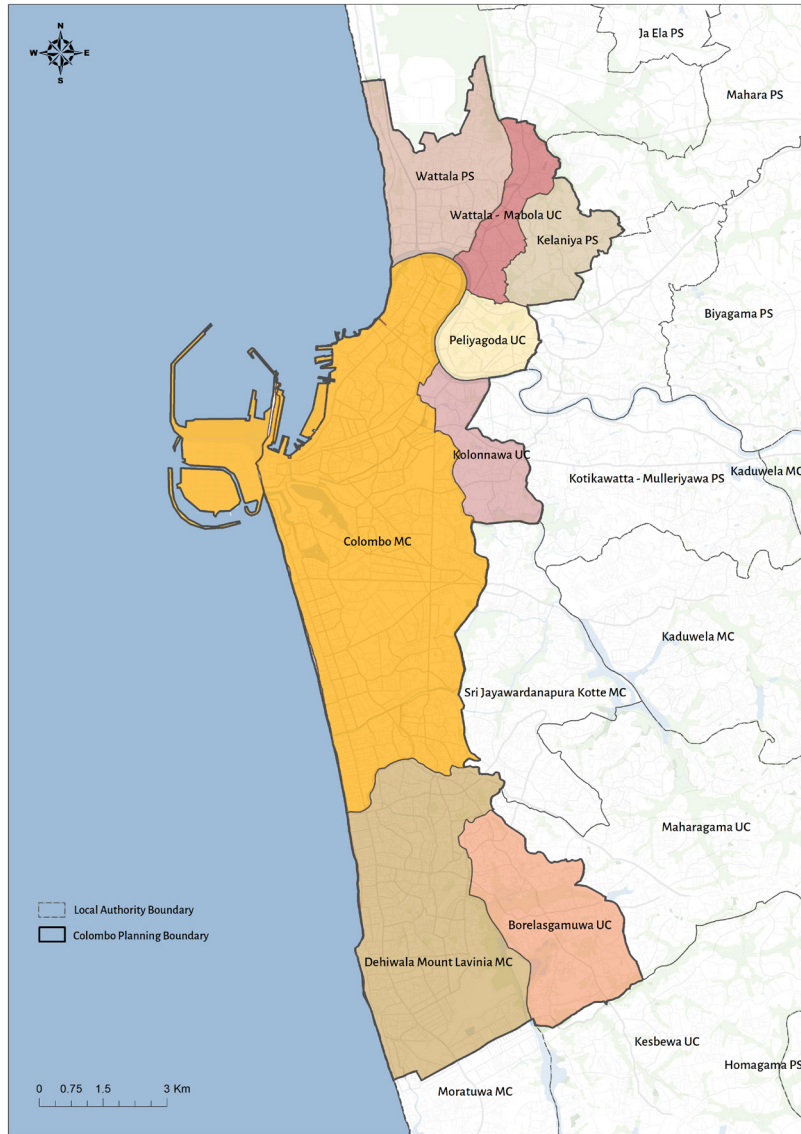 N
W E
S
Ja Ela PS
Mahara PS
Wattala PS
Wattala - Mabola UC
Kelaniya PS
Biyagama PS
Peliyagoda UC
Kolonnawa UC
Kaduwela MC
Kotikawatta - Mulleriyawa PS
Colombo MC
Kaduwela MC
Sri Jayawardanapura Kotte MC
Maharagama UC
Local Authority Boundary
Borelasgamuwa UC
Colombo Planning Boundary
Dehiwala Mount Lavinia MC
Kesbewa UC
Homagama PS
0 0.75 1.5 3 Km
Moratuwa MC